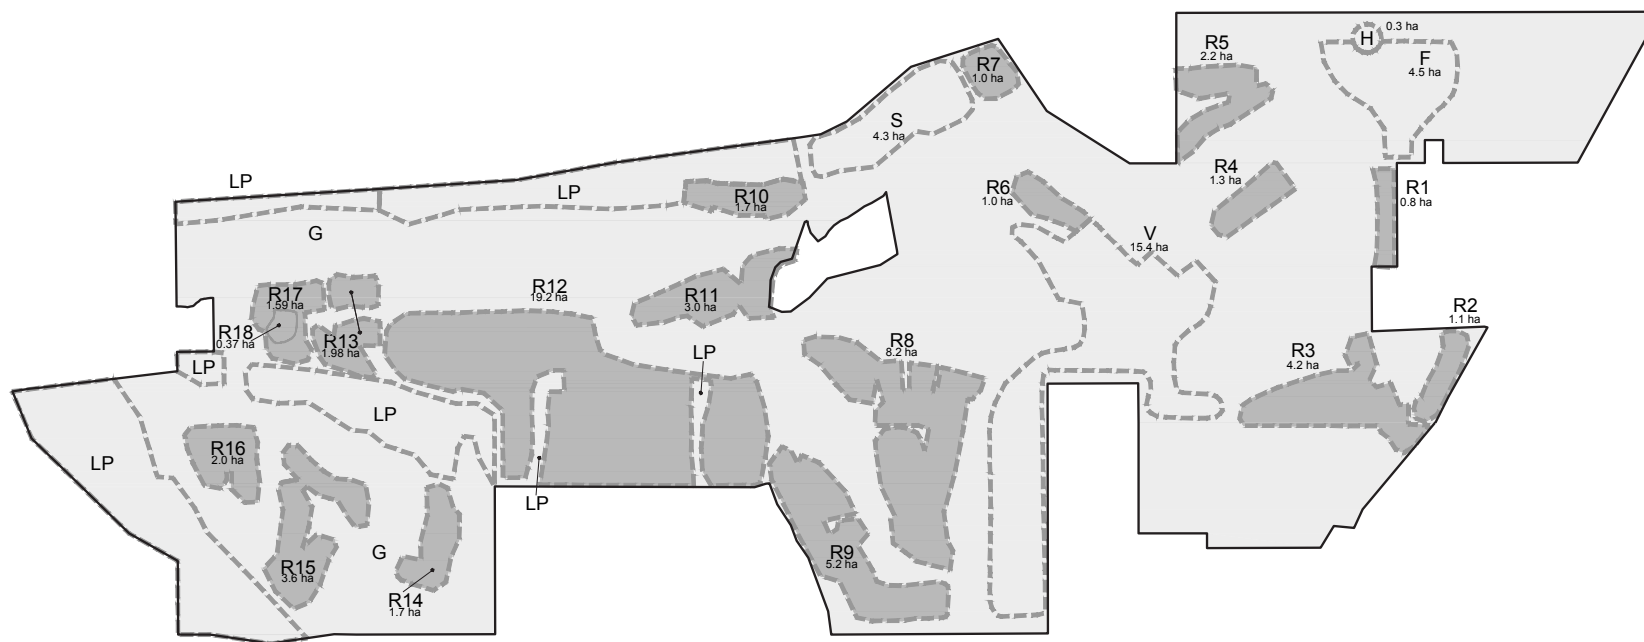 0.3 ha
H
R5
2.2 ha
F
4.5 ha
R7
1.0 ha
S
4.3 ha
R4
1.3 ha
LP
LP
R6
1.0 ha
R1
0.8 ha
R10
1.7 ha
G
V
15.4 ha
R17
1.59 ha
R12
19.2 ha
R11
3.0 ha
R18
0.37 ha
R13
1.98 ha
R2
1.1 ha
R8
8.2 ha
R3
4.2 ha
LP
LP
LP
R16
2.0 ha
LP
LP
R9
5.2 ha
G
R15
3.6 ha
R14
1.7 ha